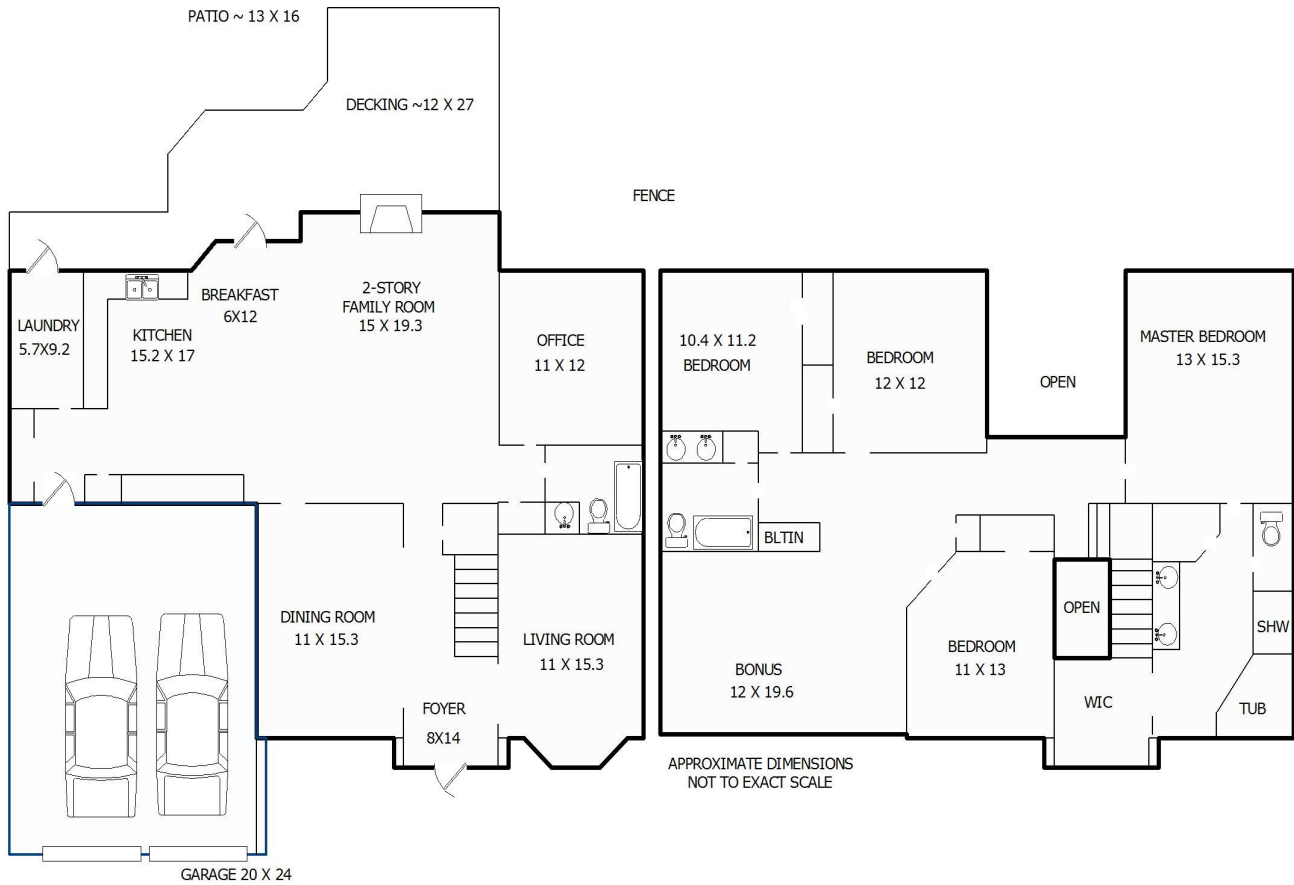 PATIO ~ 13 X 16
DECKING ~12 X 27
FENCE
LAUNDRY
5.7X9.2
KITCHEN
15.2 X 17
BREAKFAST
6X12
2-STORY
FAMILY ROOM
15 X 19.3
OFFICE
11 X 12
DINING ROOM
11 X 15.3
LIVING ROOM
11 X 15.3
FOYER
8X14
GARAGE 20 X 24
10.4 X 11.2
BEDROOM
BEDROOM
12 X 12
OPEN
MASTER BEDROOM
13 X 15.3
BLTIN
OPEN
BEDROOM
11 X 13
BONUS
12 X 19.6
WIC
SHW
TUB
APPROXIMATE DIMENSIONS
NOT TO EXACT SCALE